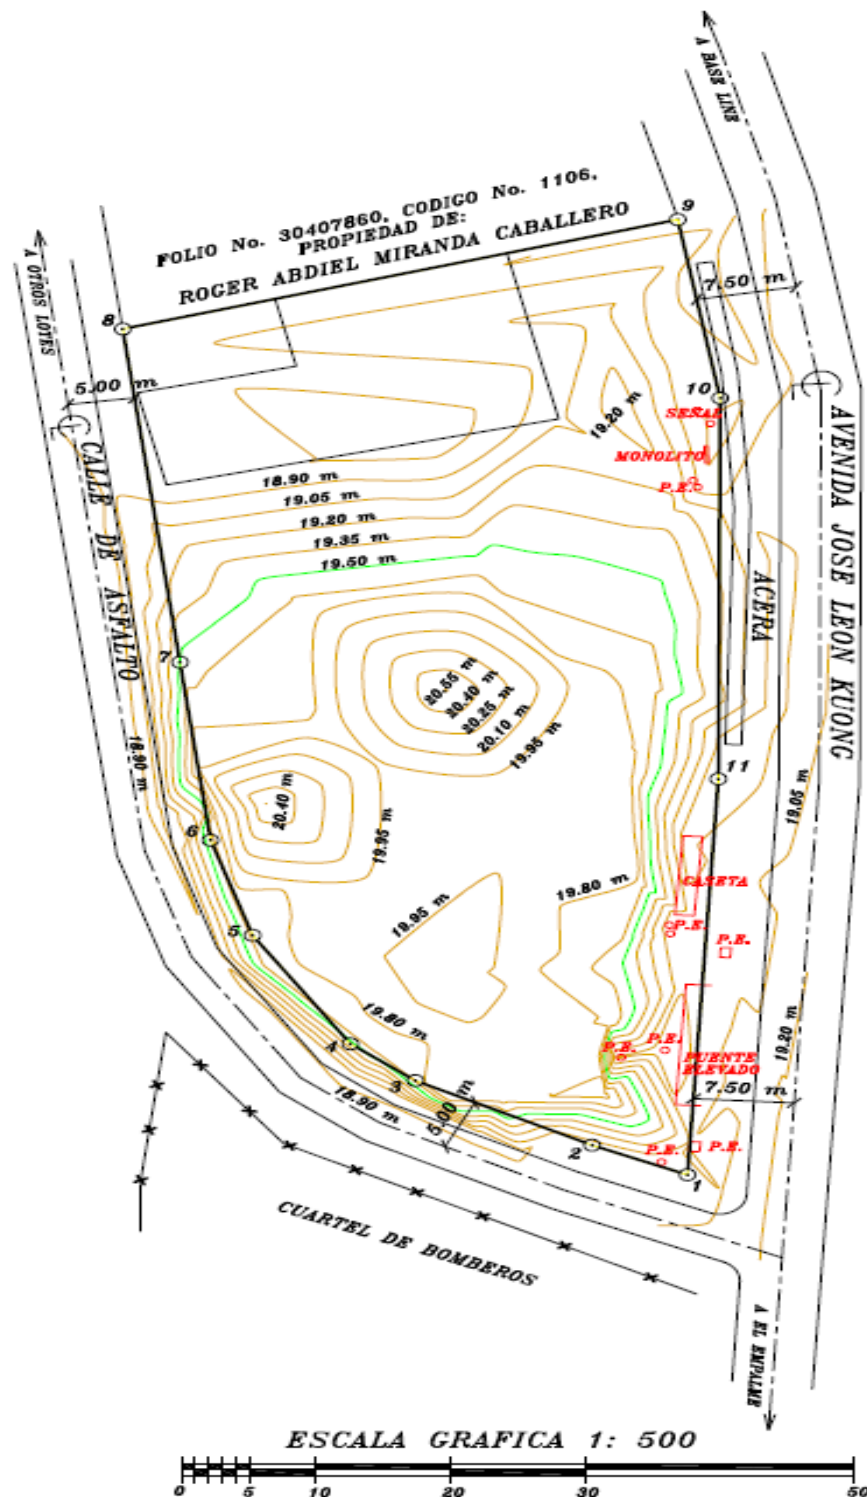 A BASE LINE
FOLIO No. 30407860, CODIGO No. 1106,
PROPIEDAD DE:
ROGER ABDIEL MIRANDA CABALLERO
9
A OTROS LOTES
8
7.50 m
5.00 m
10
19.20 m
SEÑAL
MONOLITO
P.E.
AVENIDA JOSE LEON KUONG
CALLE DE ASFALTO
18.90 m
19.05 m
19.20 m
19.35 m
19.50 m
ACERA
7
20.55 m
20.40 m
20.25 m
20.10 m
19.95 m
18.90 m
11
19.05 m
20.40 m
19.95 m
6
CASETA
19.80 m
19.95 m
5
P.E.
P.E.
19.80 m
4
P.E.
P.E.
PUENTE
ELEVADO
19.20 m
3
18.90 m
5.00 m
7.50 m
2
P.E.
P.E.
1
CUARTEL DE BOMBEROS
A EL EMPALME
ESCALA GRAFICA 1: 500
0 5 10 20 30 50